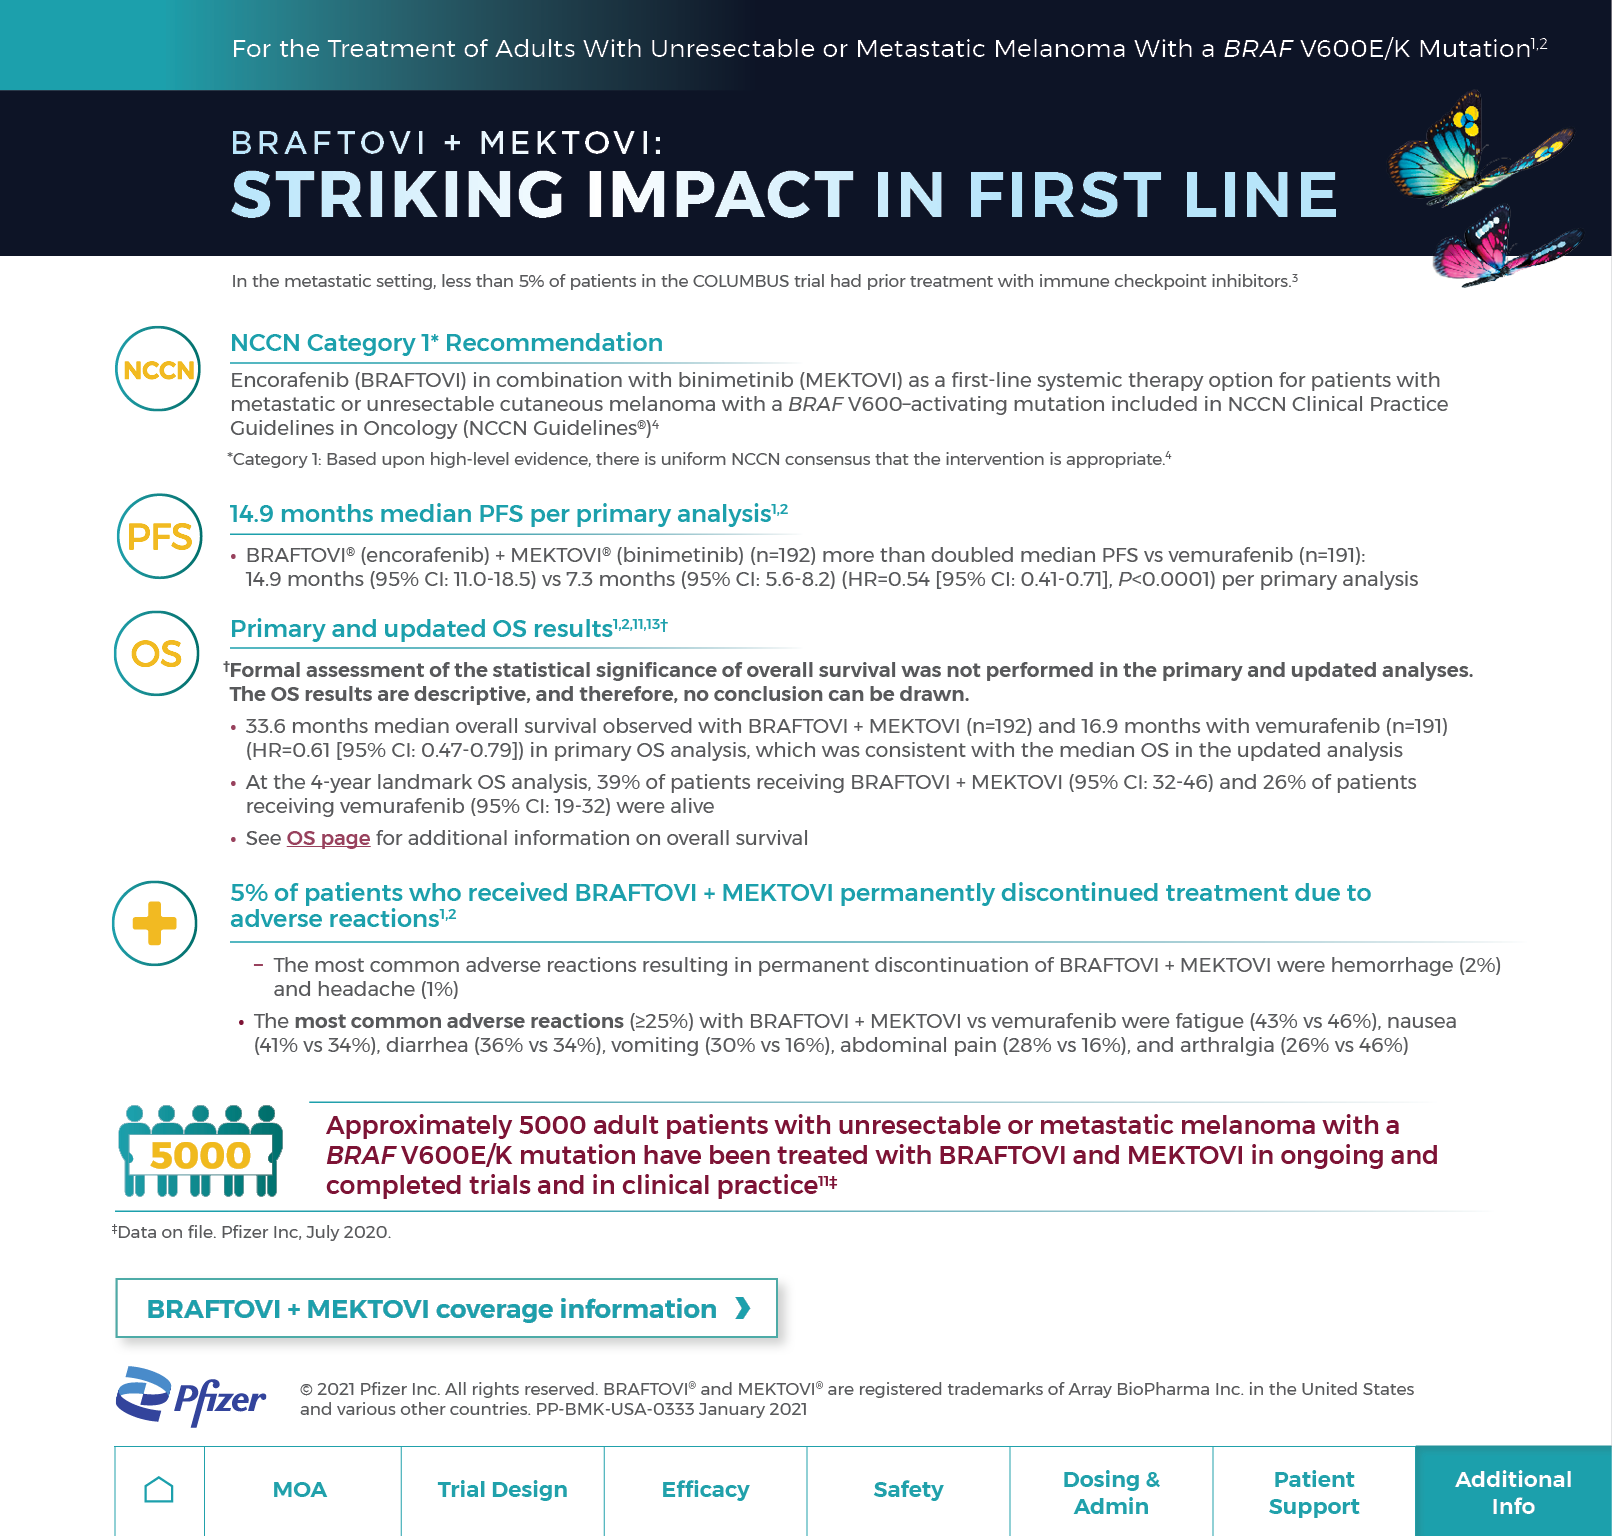 For the Treatment of Adults With Unresectable or Metastatic Melanoma With a BRAF V600E/K Mutation1,2
BRAFTOVI + MEKTOVI:
STRIKING IMPACT IN FIRST LINE
In the metastatic setting, less than 5% of patients in the COLUMBUS trial had prior treatment with immune checkpoint inhibitors.3
NCCN
NCCN Category 1* Recommendation
Encorafenib (BRAFTOVI) in combination with binimetinib (MEKTOVI) as a first-line systemic therapy option for patients with
metastatic or unresectable cutaneous melanoma with a BRAF V600–activating mutation included in NCCN Clinical Practice
Guidelines in Oncology (NCCN Guidelines®)4
*Category 1: Based upon high-level evidence, there is uniform NCCN consensus that the intervention is appropriate.4
PFS
14.9 months median PFS per primary analysis1,2
• BRAFTOVI® (encorafenib) + MEKTOVI® (binimetinib) (n=192) more than doubled median PFS vs vemurafenib (n=191):
14.9 months (95% CI: 11.0-18.5) vs 7.3 months (95% CI: 5.6-8.2) (HR=0.54 [95% CI: 0.41-0.71], P<0.0001) per primary analysis
OS
Primary and updated OS results1,2,11,13†
†Formal assessment of the statistical significance of overall survival was not performed in the primary and updated analyses.
The OS results are descriptive, and therefore, no conclusion can be drawn.
• 33.6 months median overall survival observed with BRAFTOVI + MEKTOVI (n=192) and 16.9 months with vemurafenib (n=191)
(HR=0.61 [95% CI: 0.47-0.79]) in primary OS analysis, which was consistent with the median OS in the updated analysis
• At the 4-year landmark OS analysis, 39% of patients receiving BRAFTOVI + MEKTOVI (95% CI: 32-46) and 26% of patients
receiving vemurafenib (95% CI: 19-32) were alive
• See OS page for additional information on overall survival
5% of patients who received BRAFTOVI + MEKTOVI permanently discontinued treatment due to
adverse reactions1,2
– The most common adverse reactions resulting in permanent discontinuation of BRAFTOVI + MEKTOVI were hemorrhage (2%)
and headache (1%)
• The most common adverse reactions (≥25%) with BRAFTOVI + MEKTOVI vs vemurafenib were fatigue (43% vs 46%), nausea
(41% vs 34%), diarrhea (36% vs 34%), vomiting (30% vs 16%), abdominal pain (28% vs 16%), and arthralgia (26% vs 46%)
5000
Approximately 5000 adult patients with unresectable or metastatic melanoma with a
BRAF V600E/K mutation have been treated with BRAFTOVI and MEKTOVI in ongoing and
completed trials and in clinical practice11‡
‡Data on file. Pfizer Inc, July 2020.
BRAFTOVI + MEKTOVI coverage information ❯
Pfizer
© 2021 Pfizer Inc. All rights reserved. BRAFTOVI® and MEKTOVI® are registered trademarks of Array BioPharma Inc. in the United States
and various other countries. PP-BMK-USA-0333 January 2021
MOA
Trial Design
Efficacy
Safety
Dosing &
Admin
Patient
Support
Additional
Info